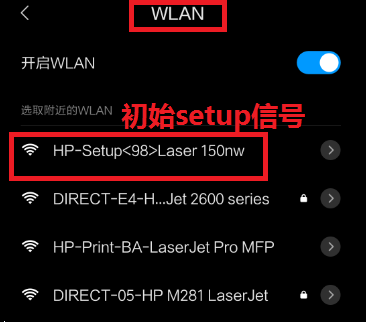 WLAN
开启WLAN
选取附近的WLAN
初始setup信号
HP-Setup<98>Laser 150nw
DIRECT-E4-H...Jet 2600 series
HP-Print-BA-LaserJet Pro MFP
DIRECT-05-HP M281 LaserJet